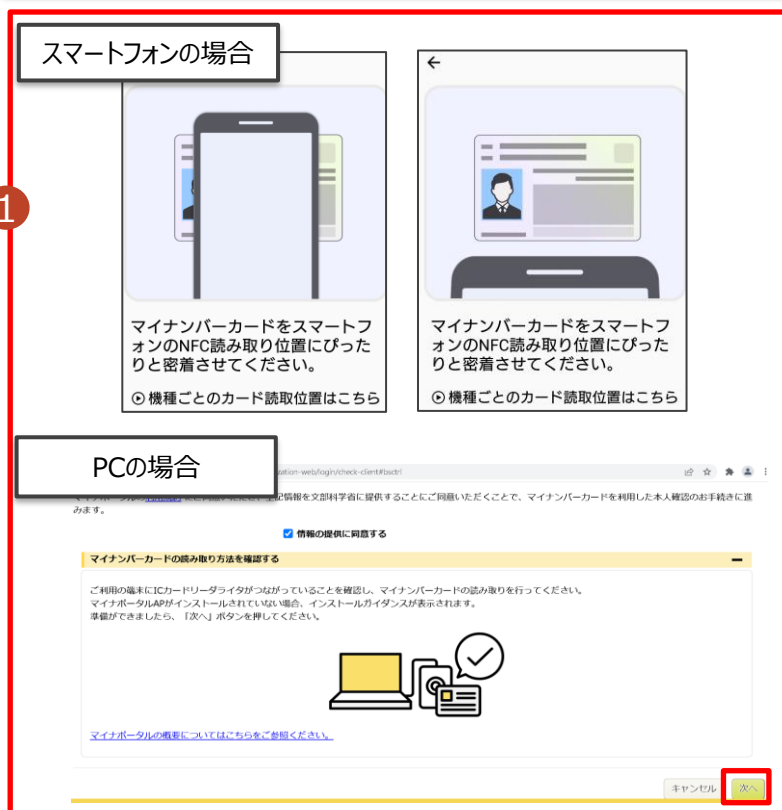 スマートフォンの場合
1
マイナンバーカードをスマートフ
ォンのNFC読み取り位置にぴった
りと密着させてください。
機種ごとのカード読取位置はこちら
マイナンバーカードをスマートフ
ォンのNFC読み取り位置にぴった
りと密着させてください。
機種ごとのカード読取位置はこちら
PCの場合
zation-web/login/check-client#bsctrl
記情報を文部科学省に提供することにご同意いただくことで、マイナンバーカードを利用した本人確認のお手続きに進
みます。
情報の提供に同意する
マイナンバーカードの読み取り方法を確認する
ご利用の端末にICカードリーダライタがつながっていることを確認し、マイナンバーカードの読み取りを行ってください。
マイナポータルAPがインストールされていない場合、インストールガイダンスが表示されます。
準備ができましたら、「次へ」ボタンを押してください。
マイナポータルの概要についてはこちらをご参照ください。
キャンセル
次へ